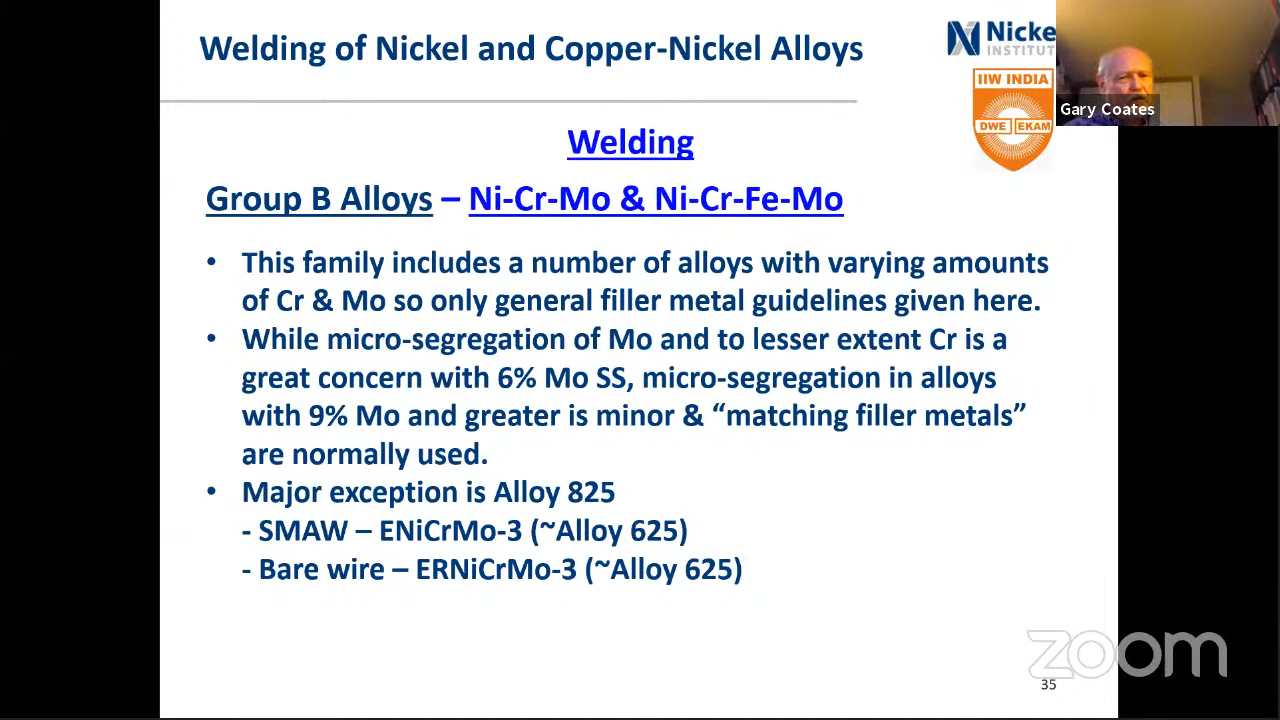 Welding of Nickel and Copper-Nickel Alloys
Nicke
INSTITUT
IIW INDIA
DWE EKAM
Gary Coates
Welding
Group B Alloys – Ni-Cr-Mo & Ni-Cr-Fe-Mo
• This family includes a number of alloys with varying amounts
of Cr & Mo so only general filler metal guidelines given here.
• While micro-segregation of Mo and to lesser extent Cr is a
great concern with 6% Mo SS, micro-segregation in alloys
with 9% Mo and greater is minor & “matching filler metals”
are normally used.
• Major exception is Alloy 825
- SMAW – ENiCrMo-3 (~Alloy 625)
- Bare wire – ERNiCrMo-3 (~Alloy 625)
zoom
35